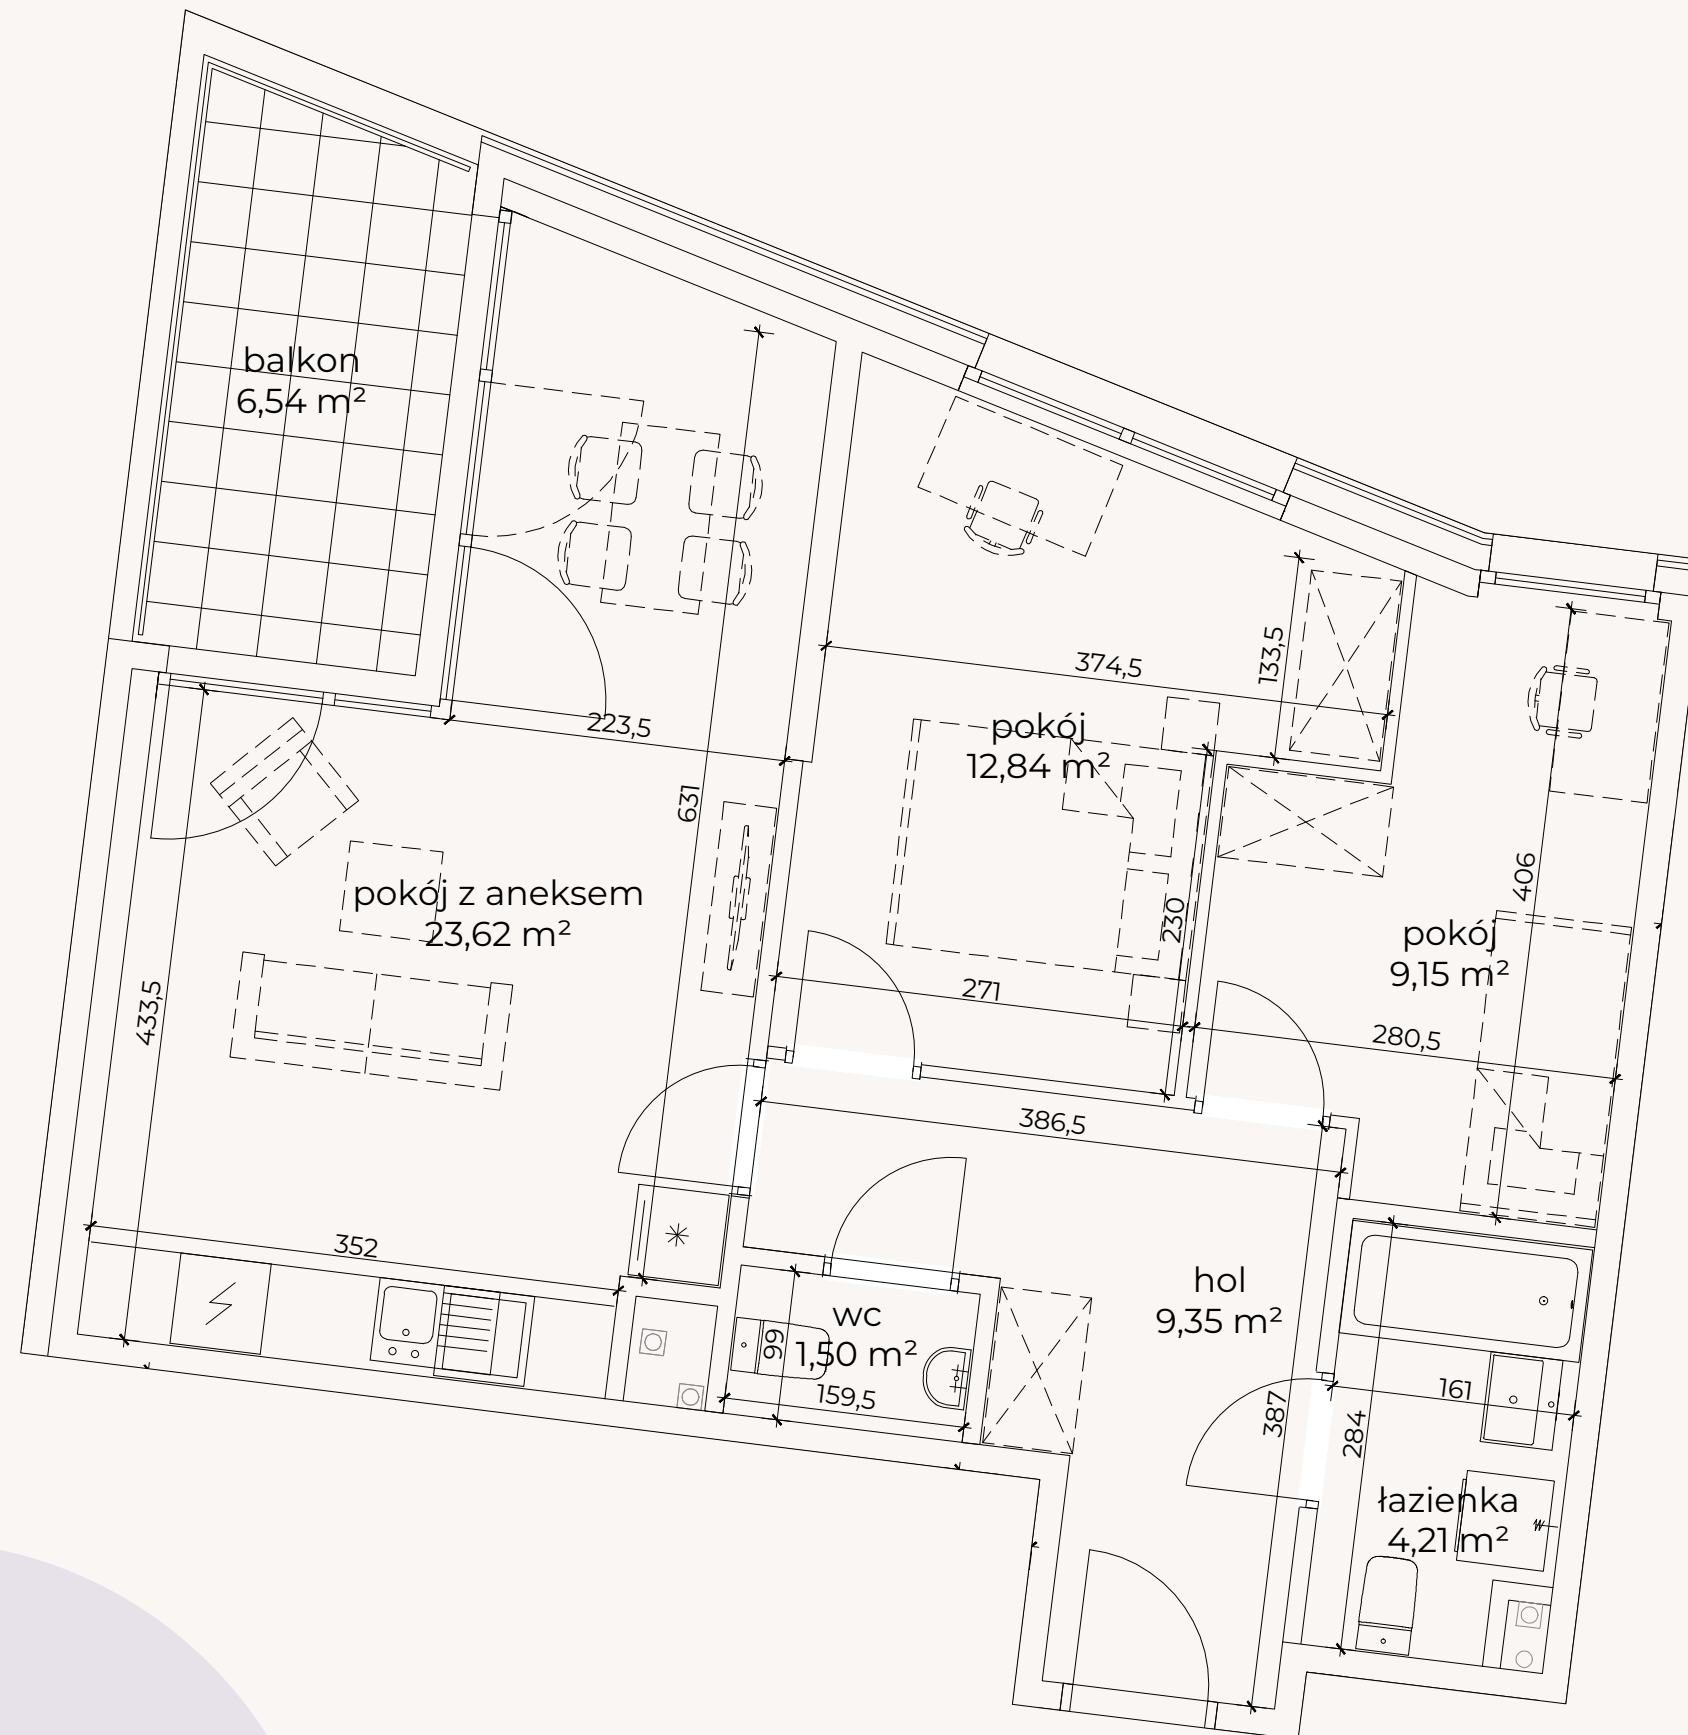 balkon
6,54 m²
223,5
631
pokój z aneksem
23,62 m²
433,5
352
374,5
133,5
pokój
12,84 m²
230
271
406
pokój
9,15 m²
280,5
386,5
hol
9,35 m²
wc
1,50 m²
99
159,5
387
284
161
łazienka
4,21 m²